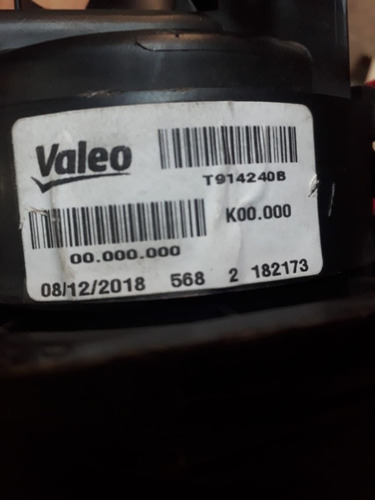 Valeo
T914240B
K00.000
00.000.000
08/12/2018 568 2 182173